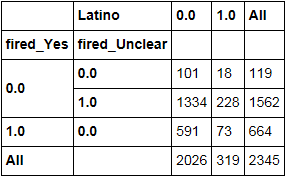 Latino 0.0 1.0 All
fired_Yes fired_Unclear
0.0 0.0 101 18 119
1.0 1334 228 1562
1.0 0.0 591 73 664
All 2026 319 2345